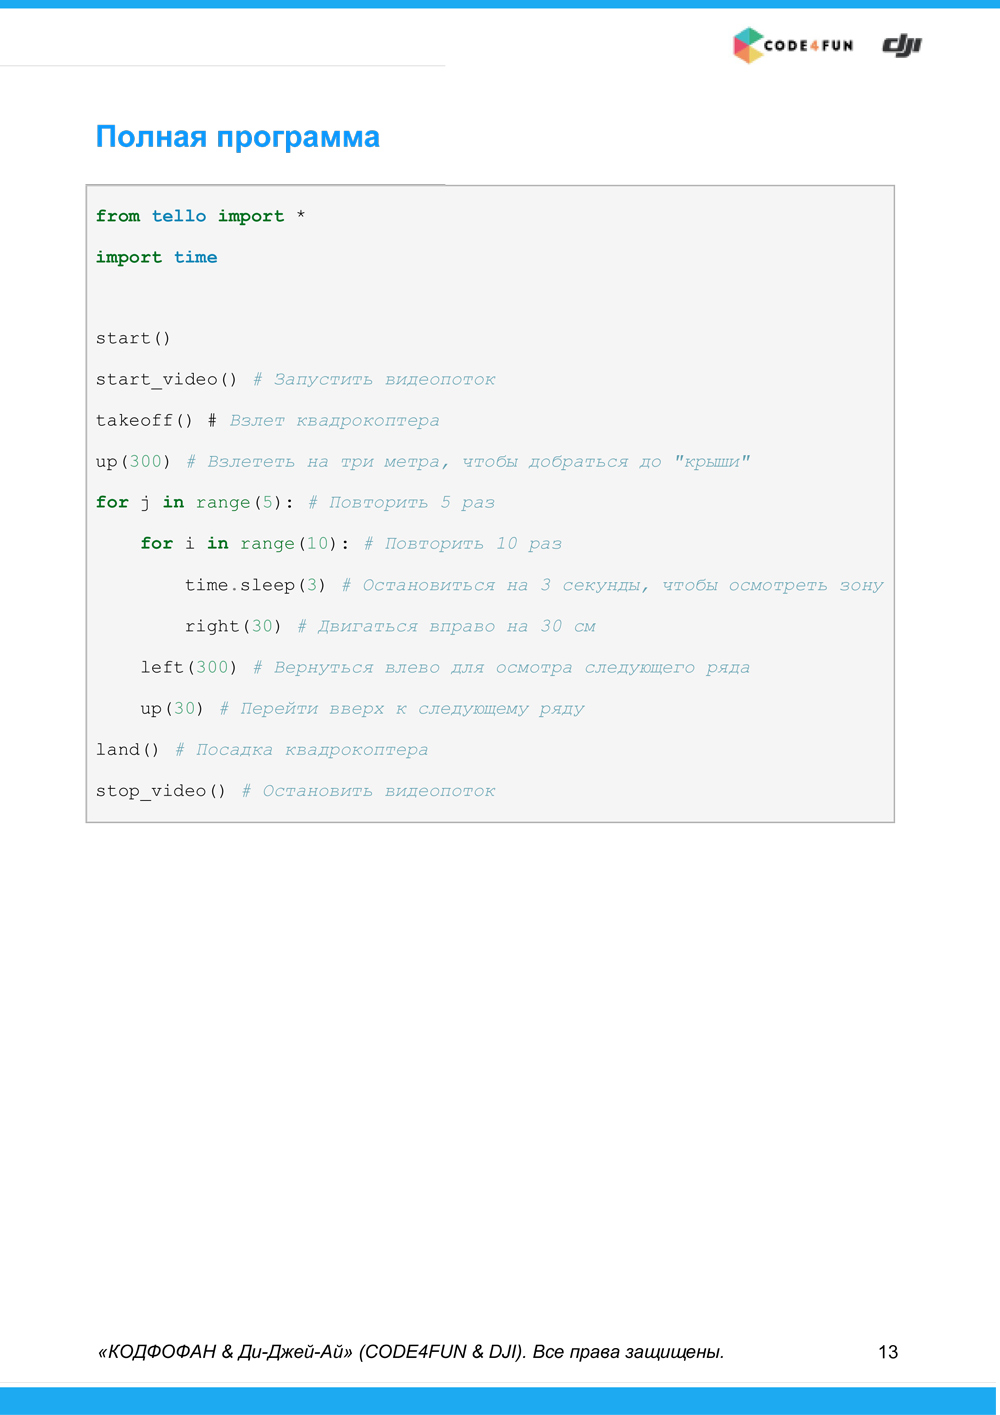 CODE4FUN dji
Полная программа
from tello import *
import time
start()
start_video() # Запустить видеопоток
takeoff() # Взлет квадрокоптера
up(300) # Взлететь на три метра, чтобы добраться до "крыши"
for j in range(5): # Повторить 5 раз
    for i in range(10): # Повторить 10 раз
        time.sleep(3) # Остановиться на 3 секунды, чтобы осмотреть зону
        right(30) # Двигаться вправо на 30 см
    left(300) # Вернуться влево для осмотра следующего ряда
    up(30) # Перейти вверх к следующему ряду
land() # Посадка квадрокоптера
stop_video() # Остановить видеопоток
«КОДФОФАН & Ди-Джей-Ай» (CODE4FUN & DJI). Все права защищены. 13